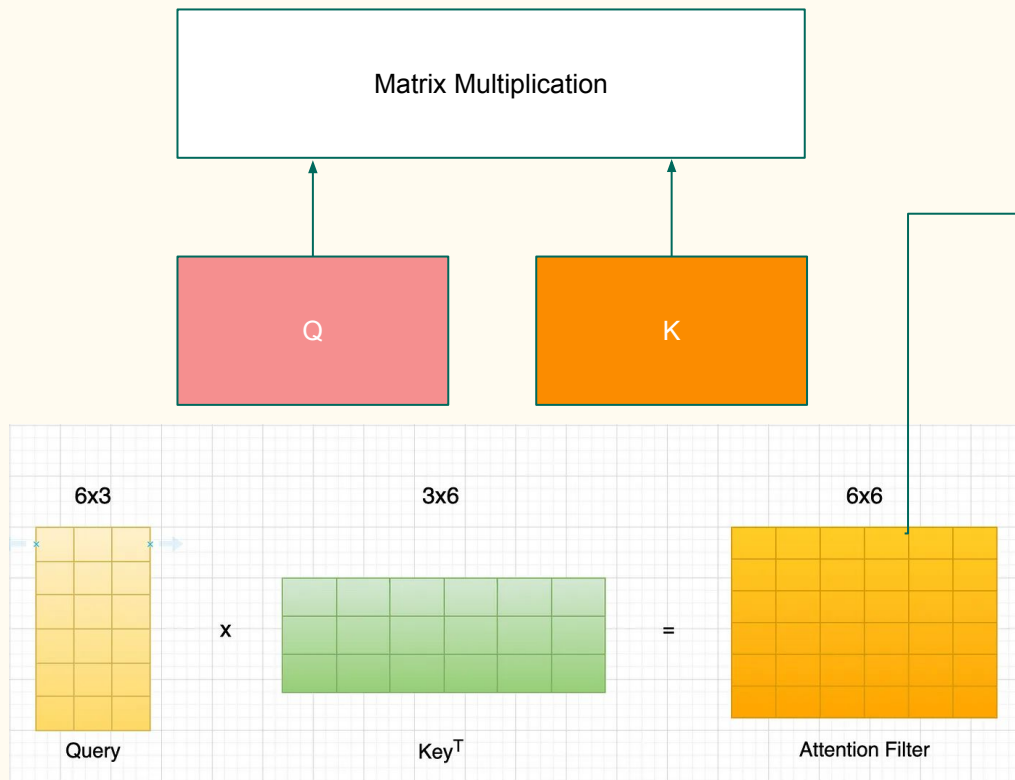 Matrix Multiplication
Q
K
6x3
3x6
6x6
x
=
Query
Key^T
Attention Filter